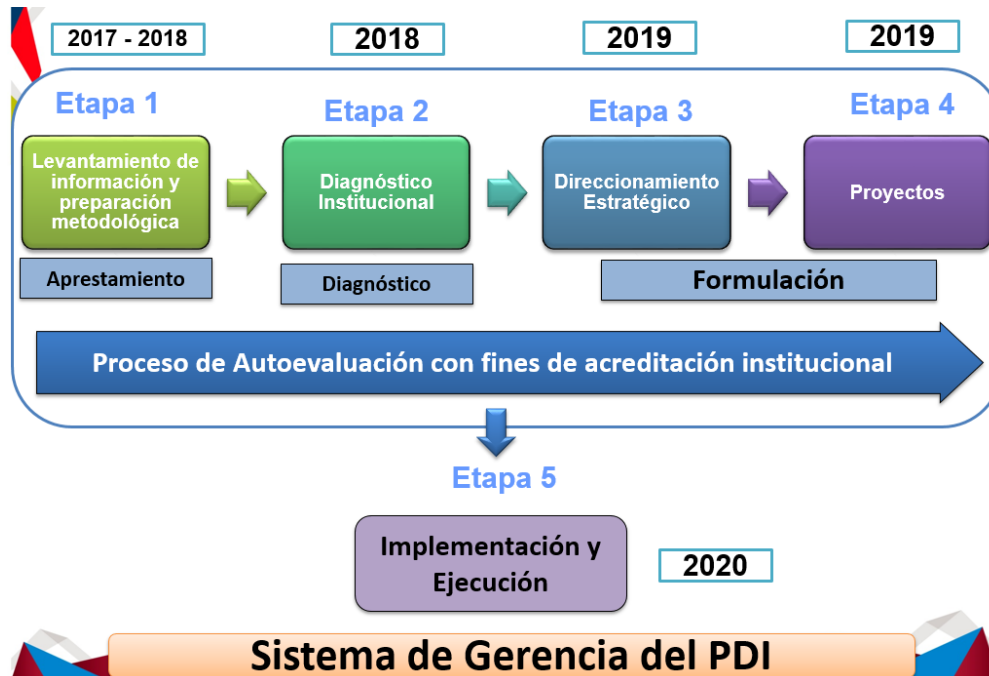 2017 - 2018
2018
2019
2019
Etapa 1
Etapa 2
Etapa 3
Etapa 4
Levantamiento de
información y
preparación
metodológica
Diagnóstico
Institucional
Direccionamiento
Estratégico
Proyectos
Aprestamiento
Diagnóstico
Formulación
Proceso de Autoevaluación con fines de acreditación institucional
Etapa 5
Implementación y
Ejecución
2020
Sistema de Gerencia del PDI